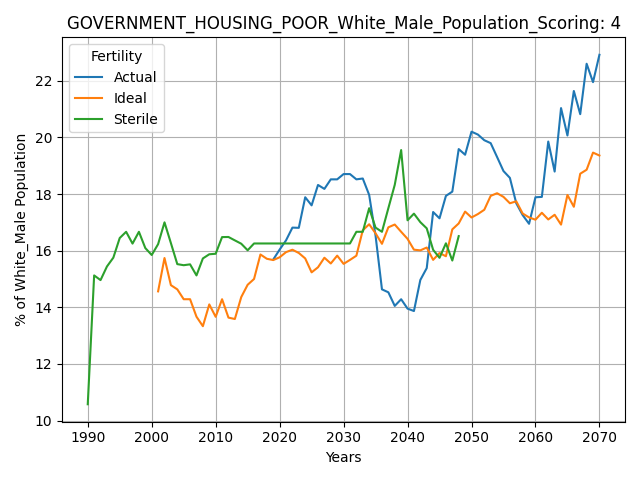 GOVERNMENT_HOUSING_POOR_White_Male_Population_Scoring: 4
Fertility
Actual
Ideal
Sterile
% of White_Male Population
22
20
18
16
14
12
10
1990 2000 2010 2020 2030 2040 2050 2060 2070
Years